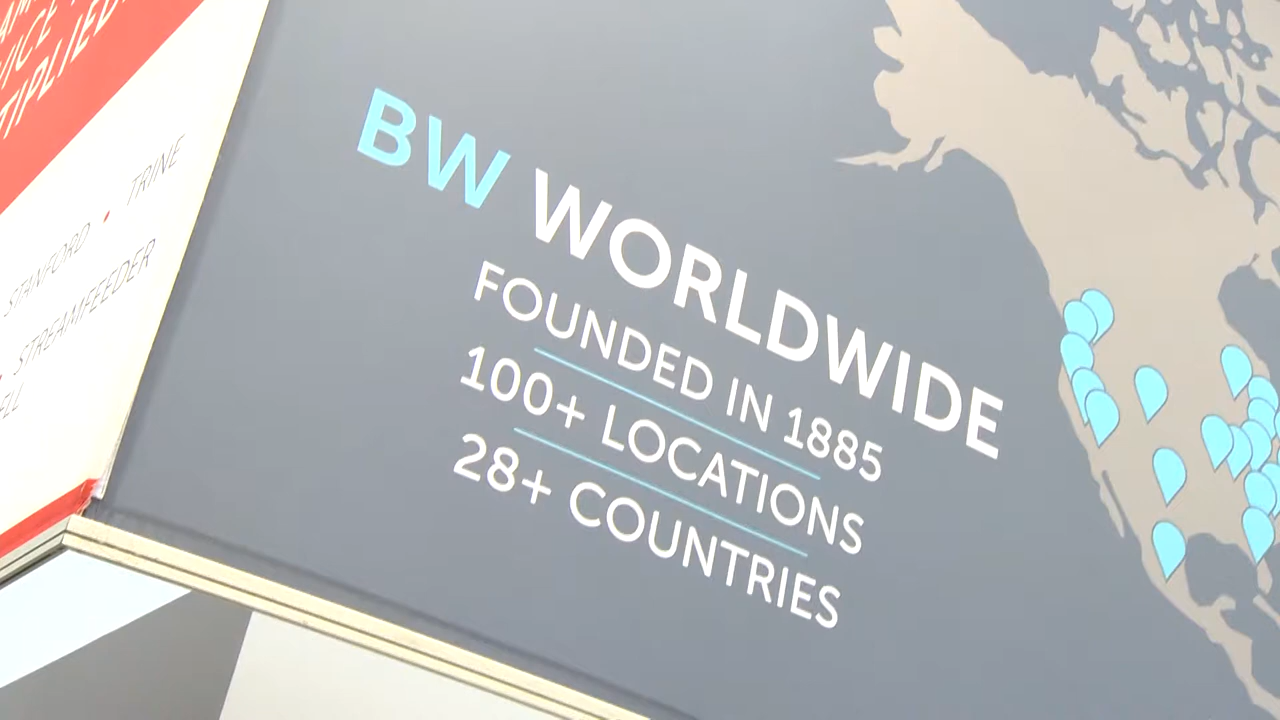 TRINE
STANFORD •
STREAMFEEDER
BW WORLDWIDE
FOUNDED IN 1885
100+ LOCATIONS
28+ COUNTRIES